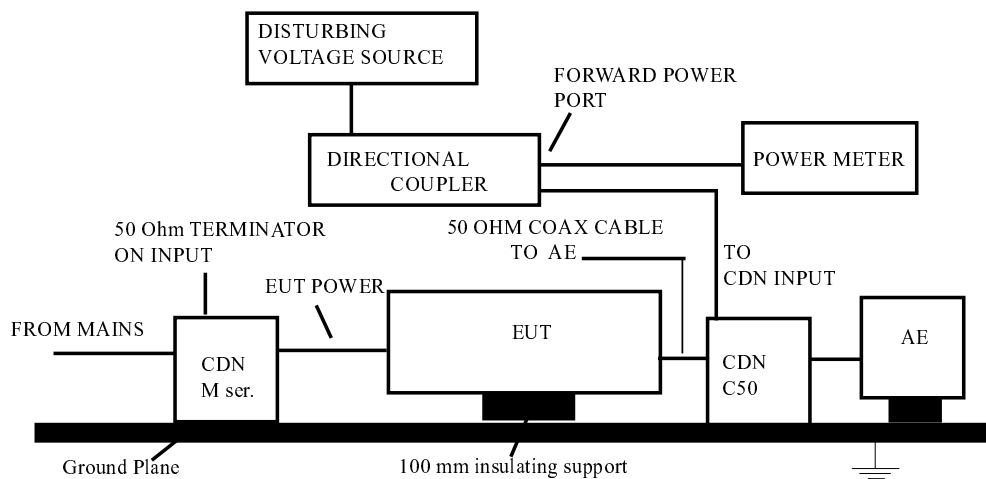 DISTURBING
VOLTAGE SOURCE
FORWARD POWER
PORT
DIRECTIONAL
COUPLER
POWER METER
50 Ohm TERMINATOR
ON INPUT
50 OHM COAX CABLE
TO AE
TO
CDN INPUT
EUT POWER
FROM MAINS
EUT
AE
CDN
M ser.
CDN
C50
Ground Plane
100 mm insulating support